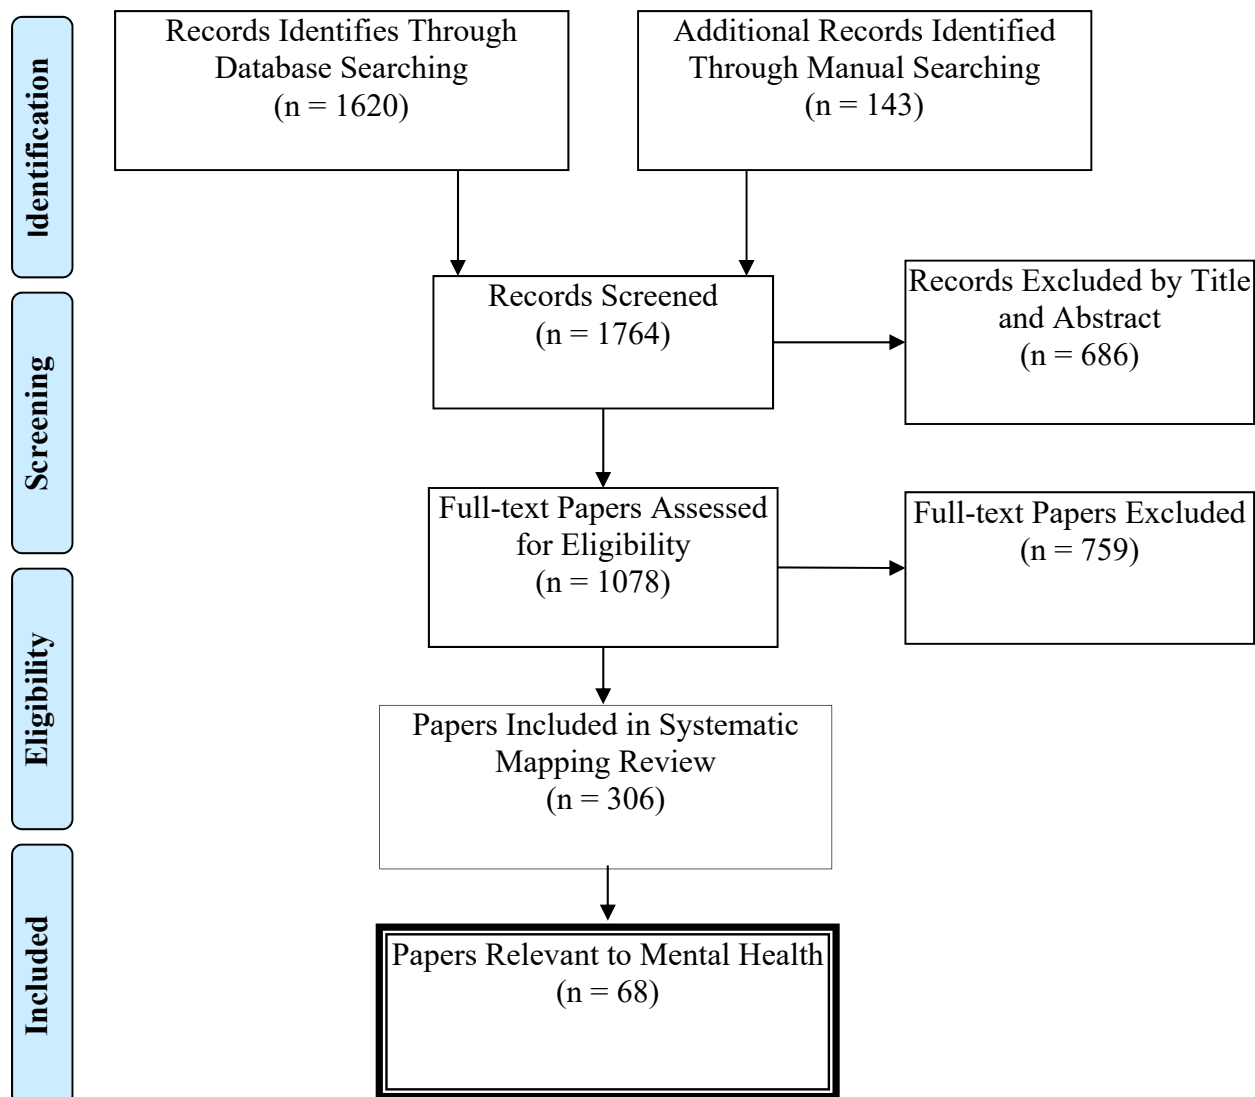 Identification
Records Identifies Through
Database Searching
(n = 1620)
Additional Records Identified
Through Manual Searching
(n = 143)
Screening
Records Screened
(n = 1764)
Records Excluded by Title
and Abstract
(n = 686)
Full-text Papers Assessed
for Eligibility
(n = 1078)
Full-text Papers Excluded
(n = 759)
Eligibility
Papers Included in Systematic
Mapping Review
(n = 306)
Included
Papers Relevant to Mental Health
(n = 68)